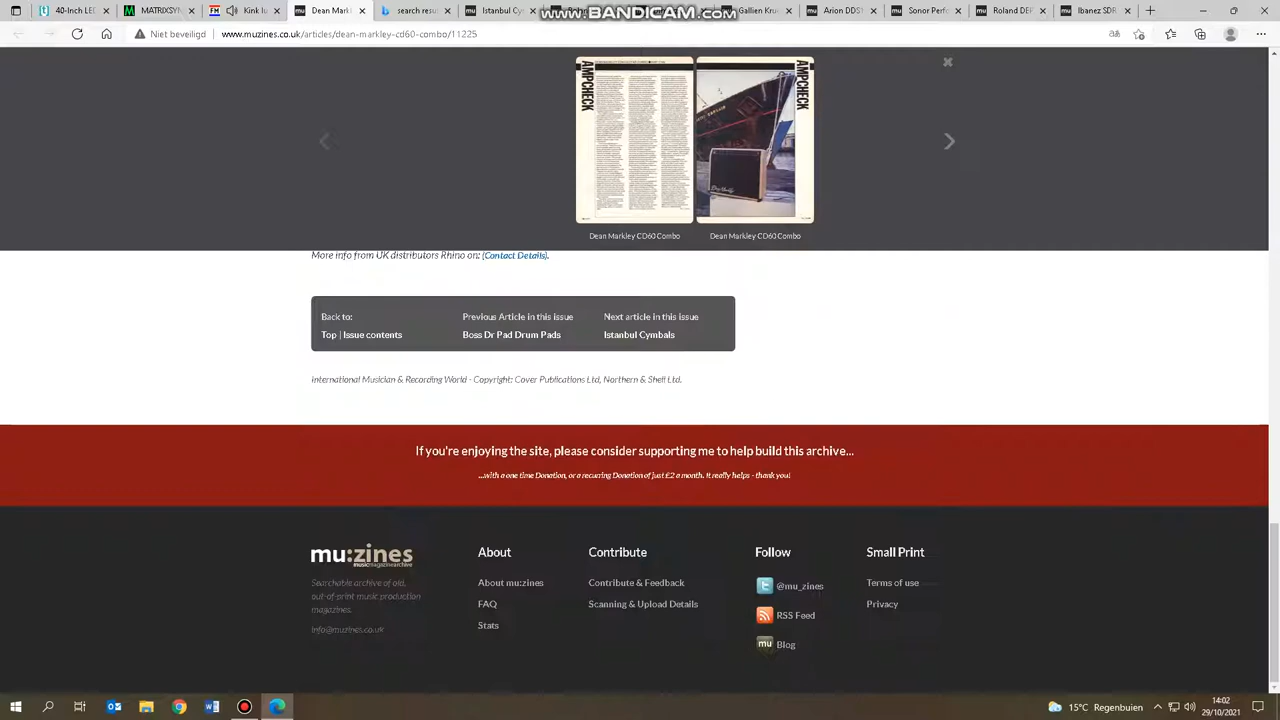 40-Inch LED
MATRIXSYN
Kink lu
Dean Mark
search resu
Istanbul Cy
Gallien Kru
Sonor Perfo
www.BANDICAM.com
Niet beveiligd
www.muzines.co.uk/articles/dean-markley-cd60-combo/11225
AMPCHECK
AMPCHECK
Dean Markley CD60 Combo
Dean Markley CD60 Combo
More info from UK distributors Rhino on: (Contact Details).
Back to:
Top | Issue contents
Previous Article in this issue
Boss Dr Pad Drum Pads
Next article in this issue
Istanbul Cymbals
International Musician & Recording World - Copyright: Cover Publications Ltd, Northern & Shell Ltd.
If you're enjoying the site, please consider supporting me to help build this archive...
...with a one time Donation, or a recurring Donation of just £2 a month. It really helps - thank you!
mu:zines
musicmagazinearchive
Searchable archive of old,
out-of-print music production
magazines.
info@muzines.co.uk
About
About mu:zines
FAQ
Stats
Contribute
Contribute & Feedback
Scanning & Upload Details
Follow
@mu_zines
RSS Feed
mu Blog
Small Print
Terms of use
Privacy
15°C Regenbuien
14:02
29/10/2021